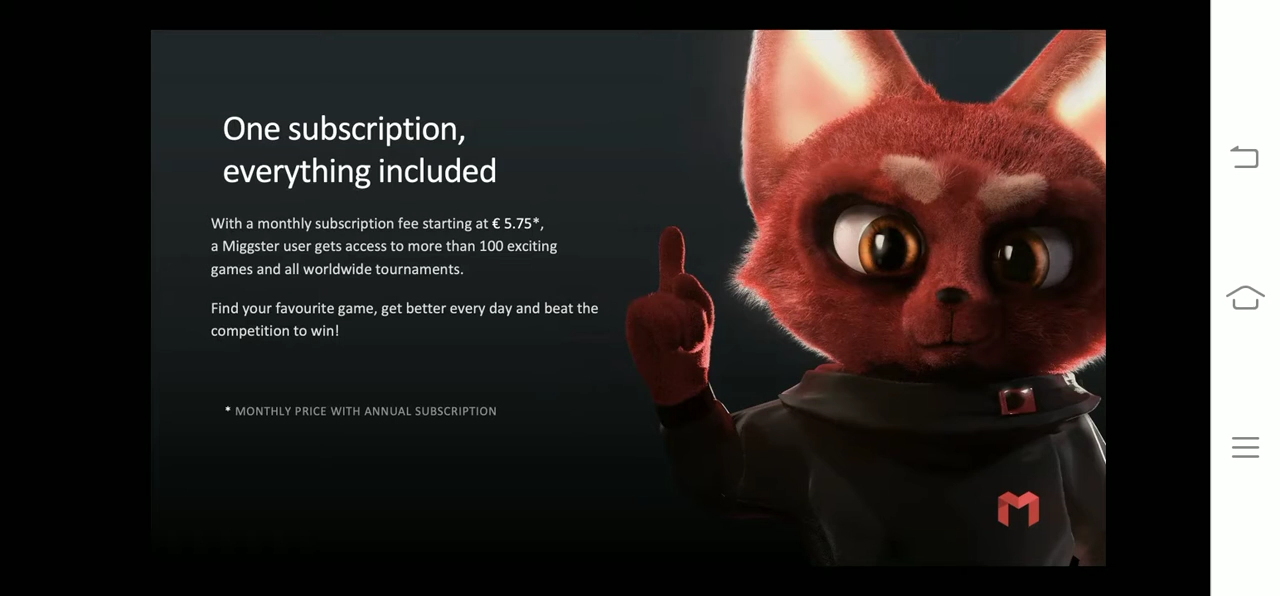 One subscription,
everything included
With a monthly subscription fee starting at € 5.75*,
a Miggster user gets access to more than 100 exciting
games and all worldwide tournaments.
Find your favourite game, get better every day and beat the
competition to win!
* MONTHLY PRICE WITH ANNUAL SUBSCRIPTION